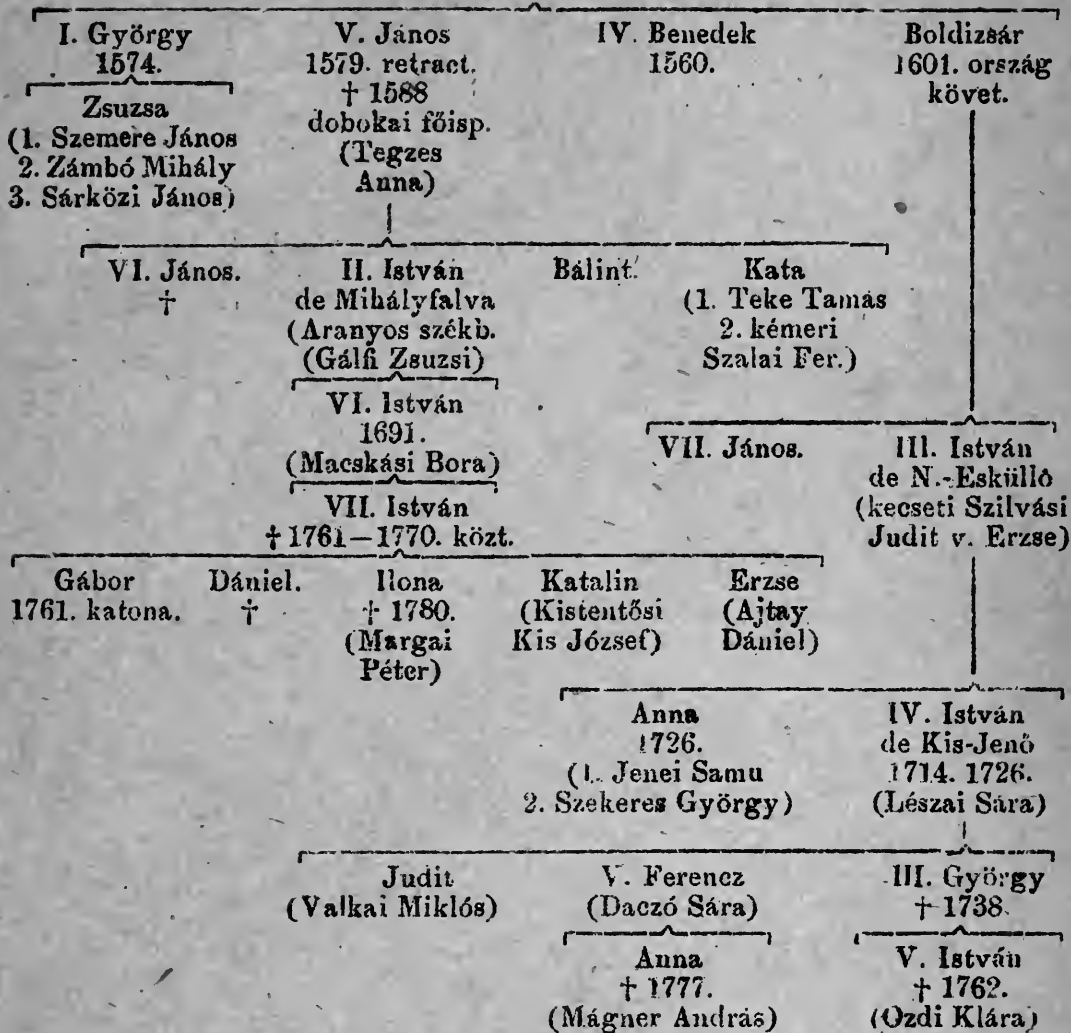 I. György
1574.
Zsuzsa
(1. Szemere János
2. Zámbó Mihály
3. Sárközi János)
V. János
1579. retract.
† 1588
dobokai főisp.
(Tegzes
Anna)
IV. Benedek
1560.
Boldizsár
1601. ország
követ.
VI. János.
†
II. István
de Mihályfalva
(Aranyos székb.
(Gálfi Zsuzsi)
Bálint.
Kata
(1. Teke Tamás
2. kémeri
Szalai Fer.)
VI. István
1691.
(Macskási Bora)
VII. István
† 1761—1770. közt.
VII. János.
III. István
de N.-Esküllő
(kecseti Szilvási
Judit v. Erzse)
Gábor
1761. katona.
Dániel.
†
Ilona
† 1780.
(Margai
Péter)
Katalin
(Kistentősi
Kis József)
Erzse
(Ajtay
Dániel)
Anna
1726.
(1. Jenei Samu
2. Szekeres György)
IV. István
de Kis-Jenő
1714. 1726.
(Lészai Sára)
Judit
(Valkai Miklós)
V. Ferencz
(Daczó Sára)
III. György
† 1738.
Anna
† 1777.
(Mágner András)
V. István
† 1762.
(Ozdi Klára)